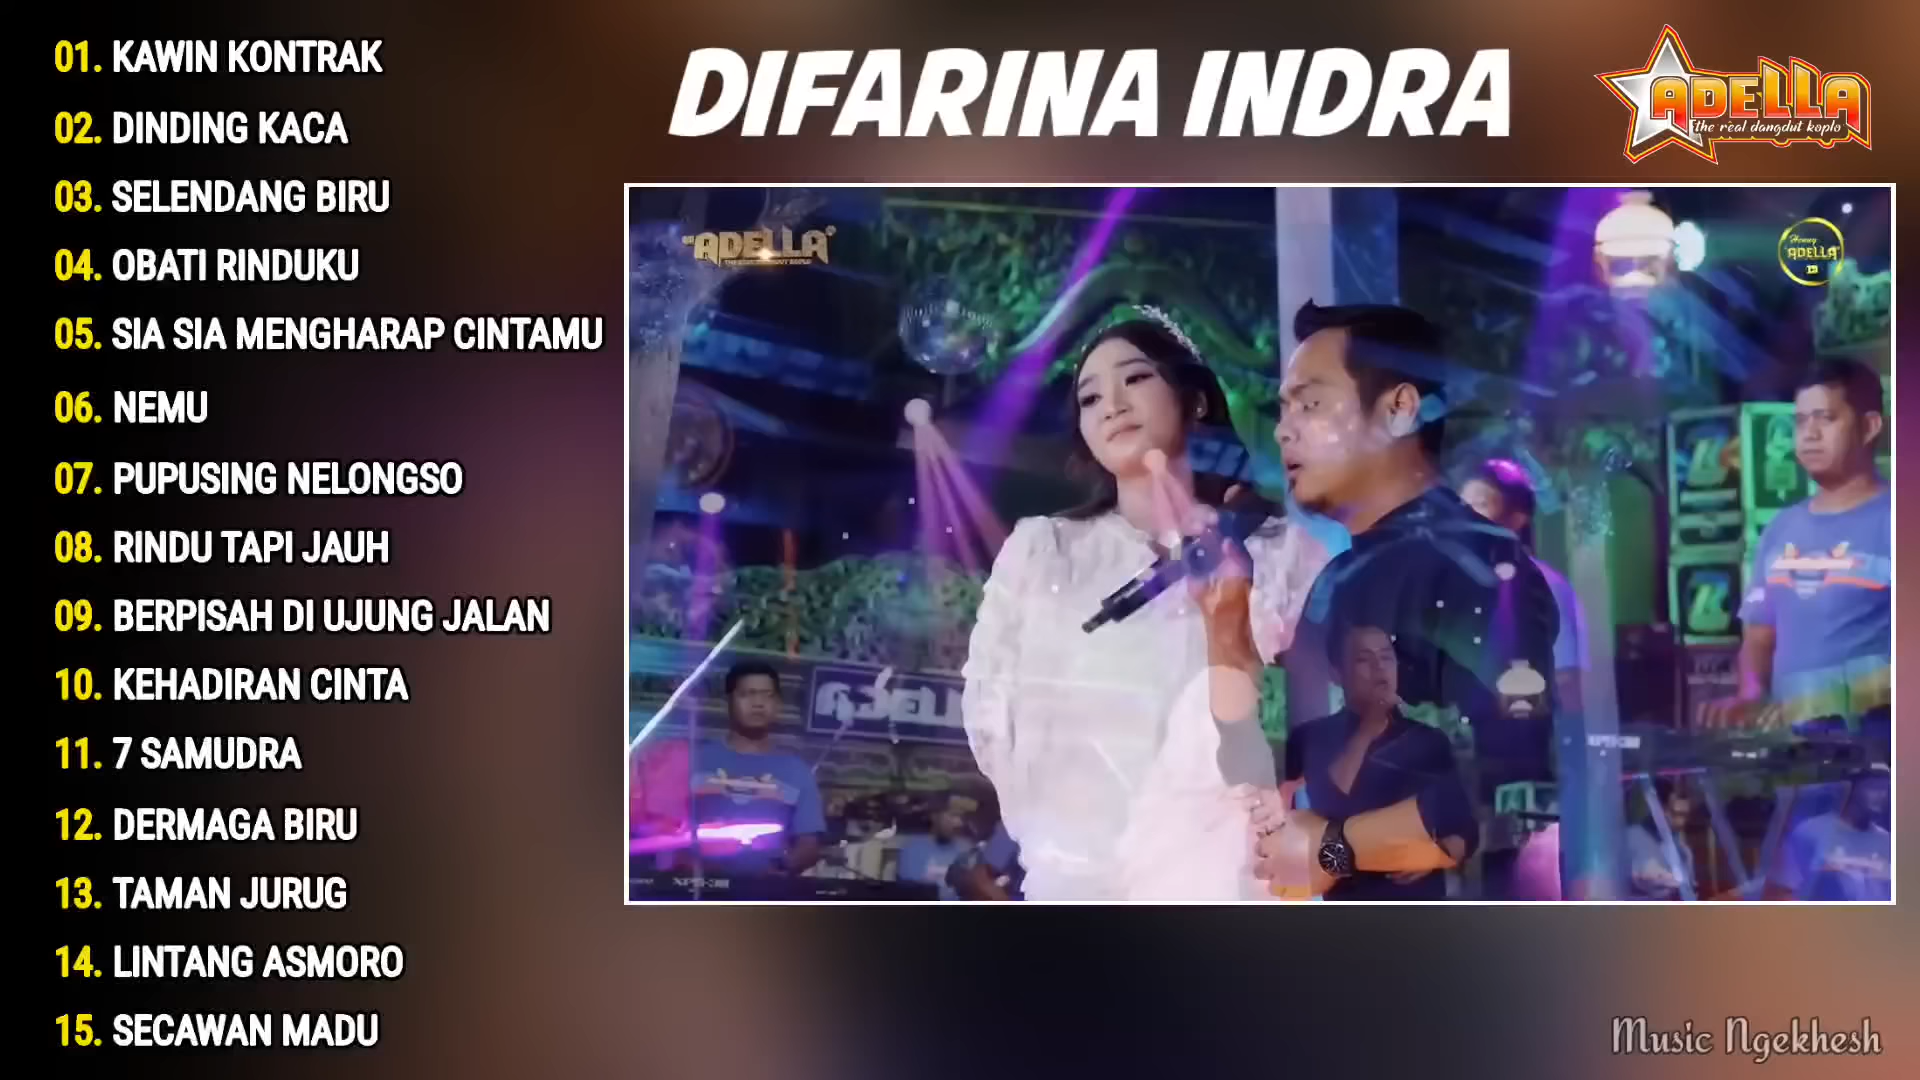 01. KAWIN KONTRAK
02. DINDING KACA
03. SELENDANG BIRU
04. OBATI RINDUKU
05. SIA SIA MENGHARAP CINTAMU
06. NEMU
07. PUPUSING NELONGSO
08. RINDU TAPI JAUH
09. BERPISAH DI UJUNG JALAN
10. KEHADIRAN CINTA
11. 7 SAMUDRA
12. DERMAGA BIRU
13. TAMAN JURUG
14. LINTANG ASMORO
15. SECAWAN MADU
DIFARINA INDRA
ADELLA
the real dangdut koplo
ADELLA
ADELLA
Music Ngekhesh